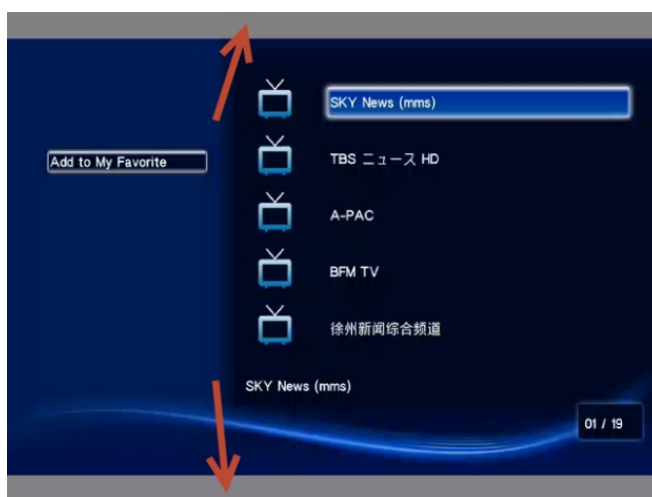 SKY News (mms)
Add to My Favorite
TBS ニュース HD
A-PAC
BFM TV
徐州新闻综合频道
SKY News (mms)
01 / 19